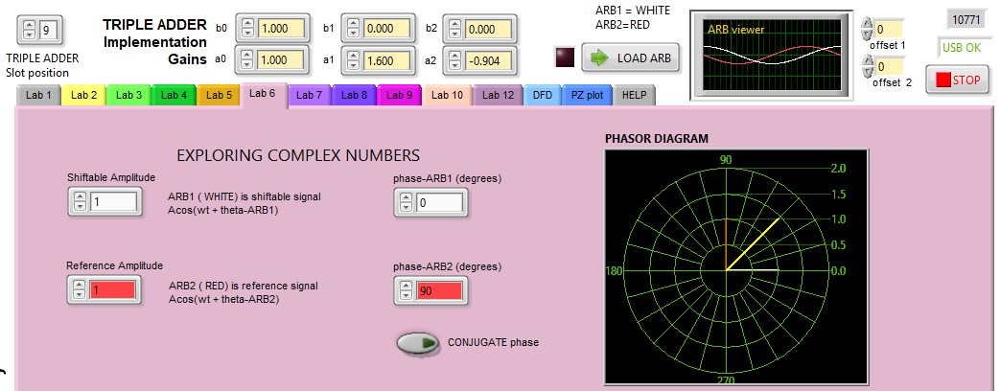 9
TRIPLE ADDER
Slot position
TRIPLE ADDER
Implementation
Gains
b0 1.000 b1 0.000 b2 0.000
a0 1.000 a1 1.600 a2 -0.904
ARB1 = WHITE
ARB2=RED
LOAD ARB
ARB viewer
0
offset 1
0
offset 2
10771
USB OK
STOP
Lab 1 Lab 2 Lab 3 Lab 4 Lab 5 Lab 6 Lab 7 Lab 8 Lab 9 Lab 10 Lab 12 DFD PZ plot HELP
EXPLORING COMPLEX NUMBERS
Shiftable Amplitude
1
ARB1 ( WHITE) is shiftable signal
Acos(wt + theta-ARB1)
phase-ARB1 (degrees)
0
Reference Amplitude
1
ARB2 ( RED) is reference signal
Acos(wt + theta-ARB2)
phase-ARB2 (degrees)
90
CONJUGATE phase
PHASOR DIAGRAM
90
2.0
1.5
1.0
0.5
180 0.0
270